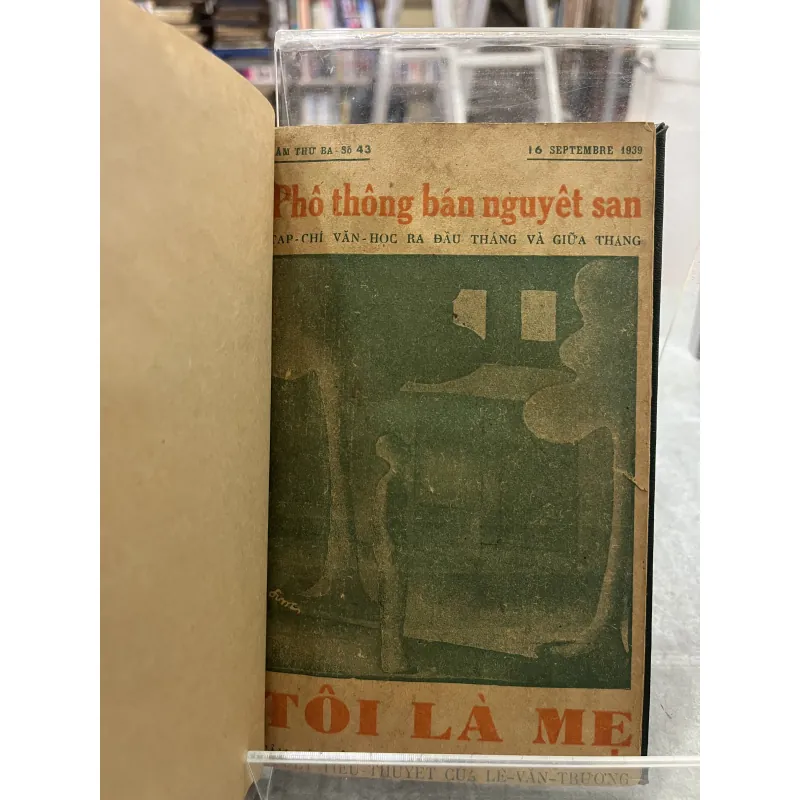 NĂM THỨ BA - Số 43
16 SEPTEMBRE 1939
Phổ thông bán nguyệt san
TẠP-CHÍ VĂN-HỌC RA ĐẦU THÁNG VÀ GIỮA THÁNG
TÔI LÀ MẸ
TIỂU THUYẾT CỦA LÊ-VĂN-TRƯƠNG